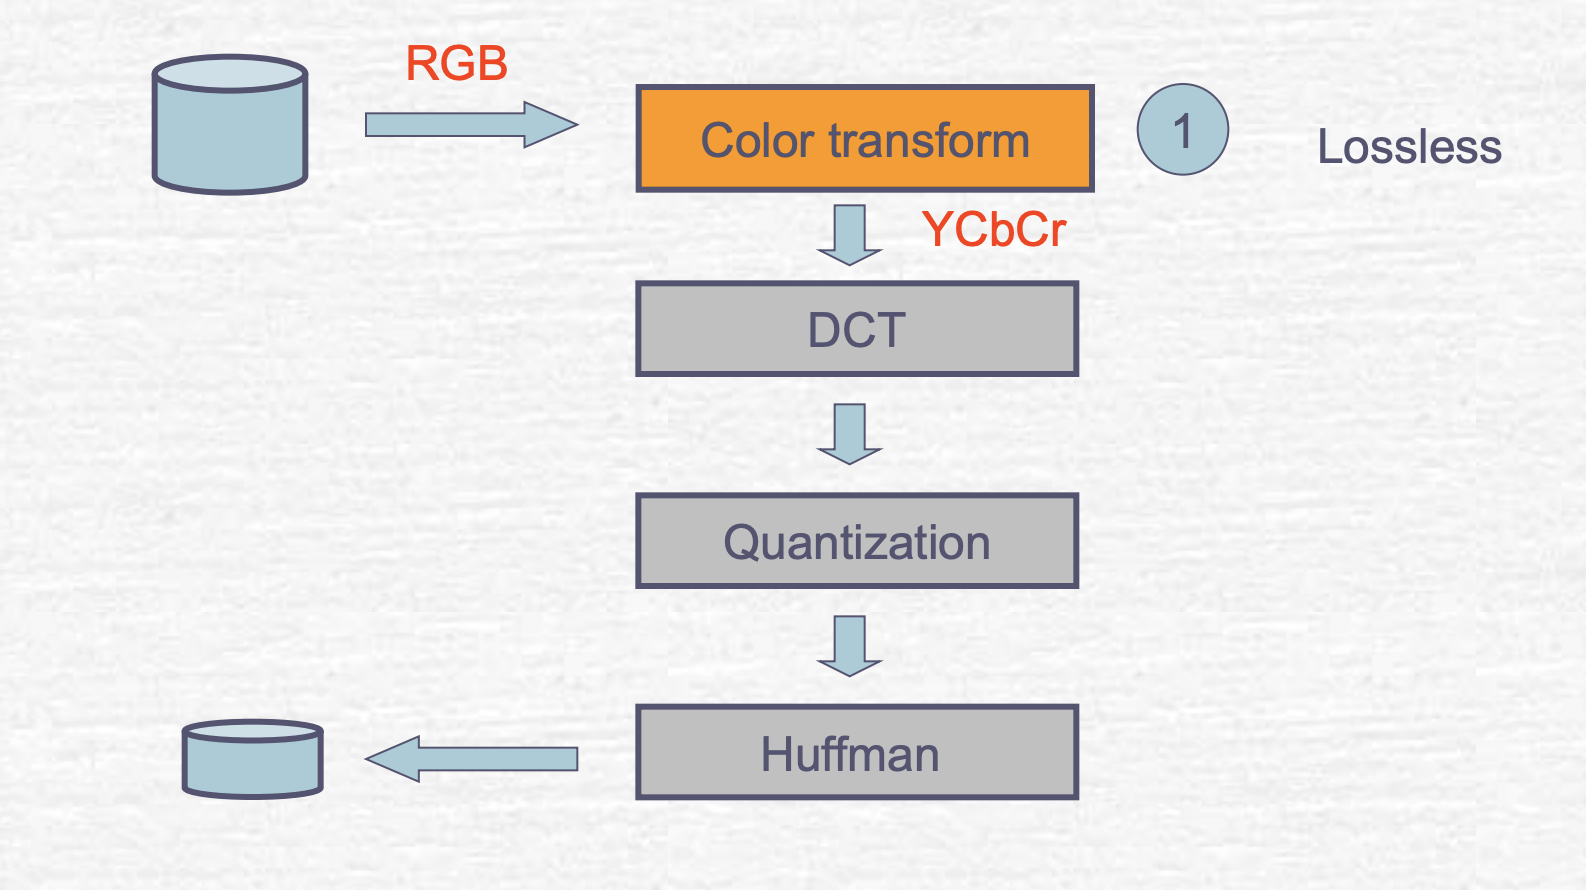 RGB
Color transform
1
Lossless
YCbCr
DCT
Quantization
Huffman